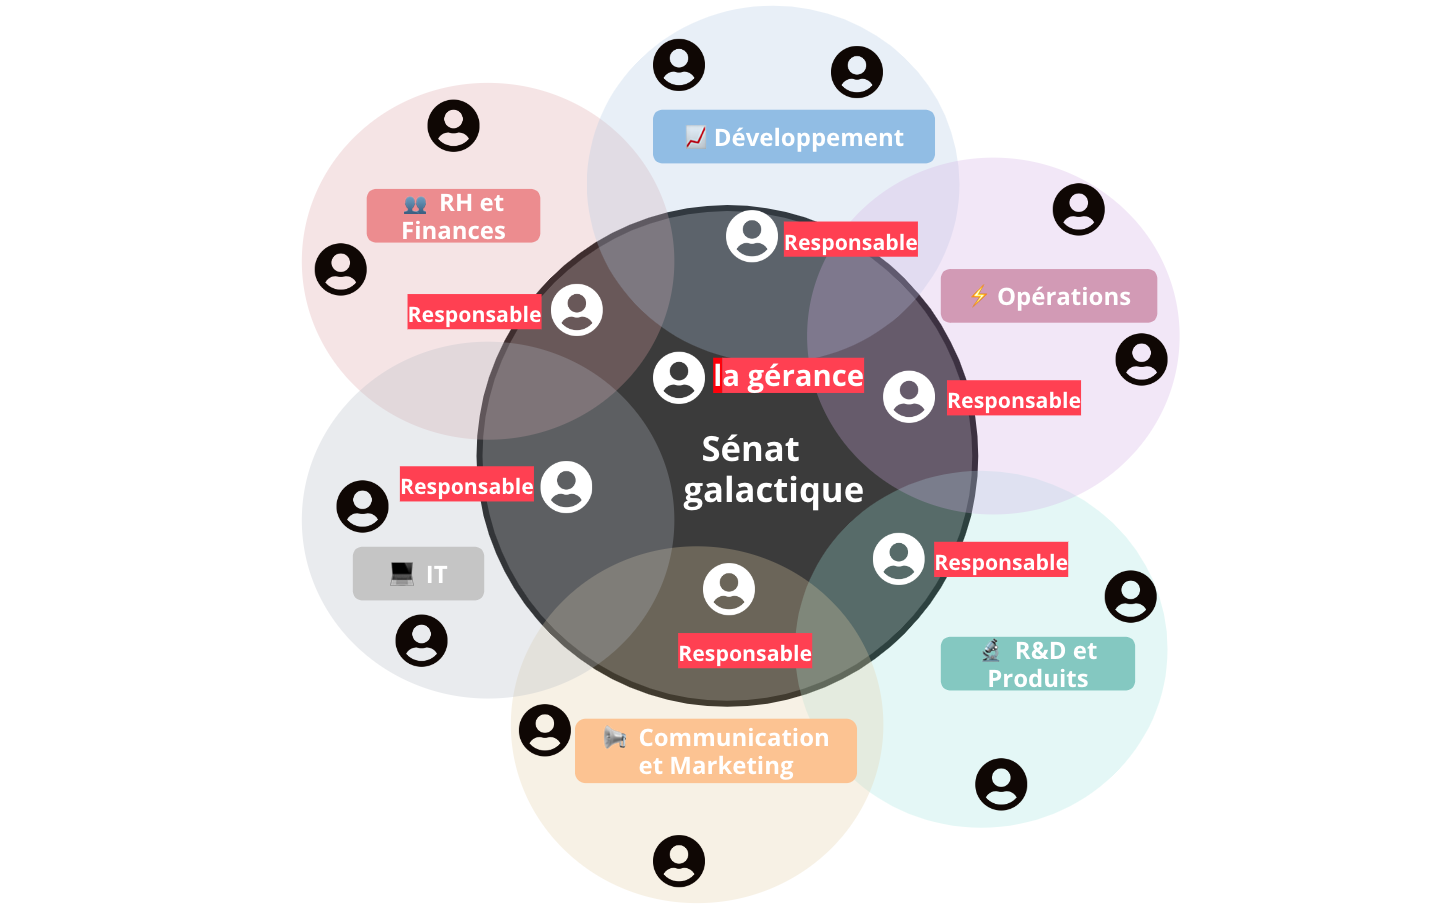 Développement
RH et
Finances
Responsable
Opérations
Responsable
la gérance
Responsable
Sénat
galactique
Responsable
Responsable
IT
Responsable
R&D et
Produits
Communication
et Marketing